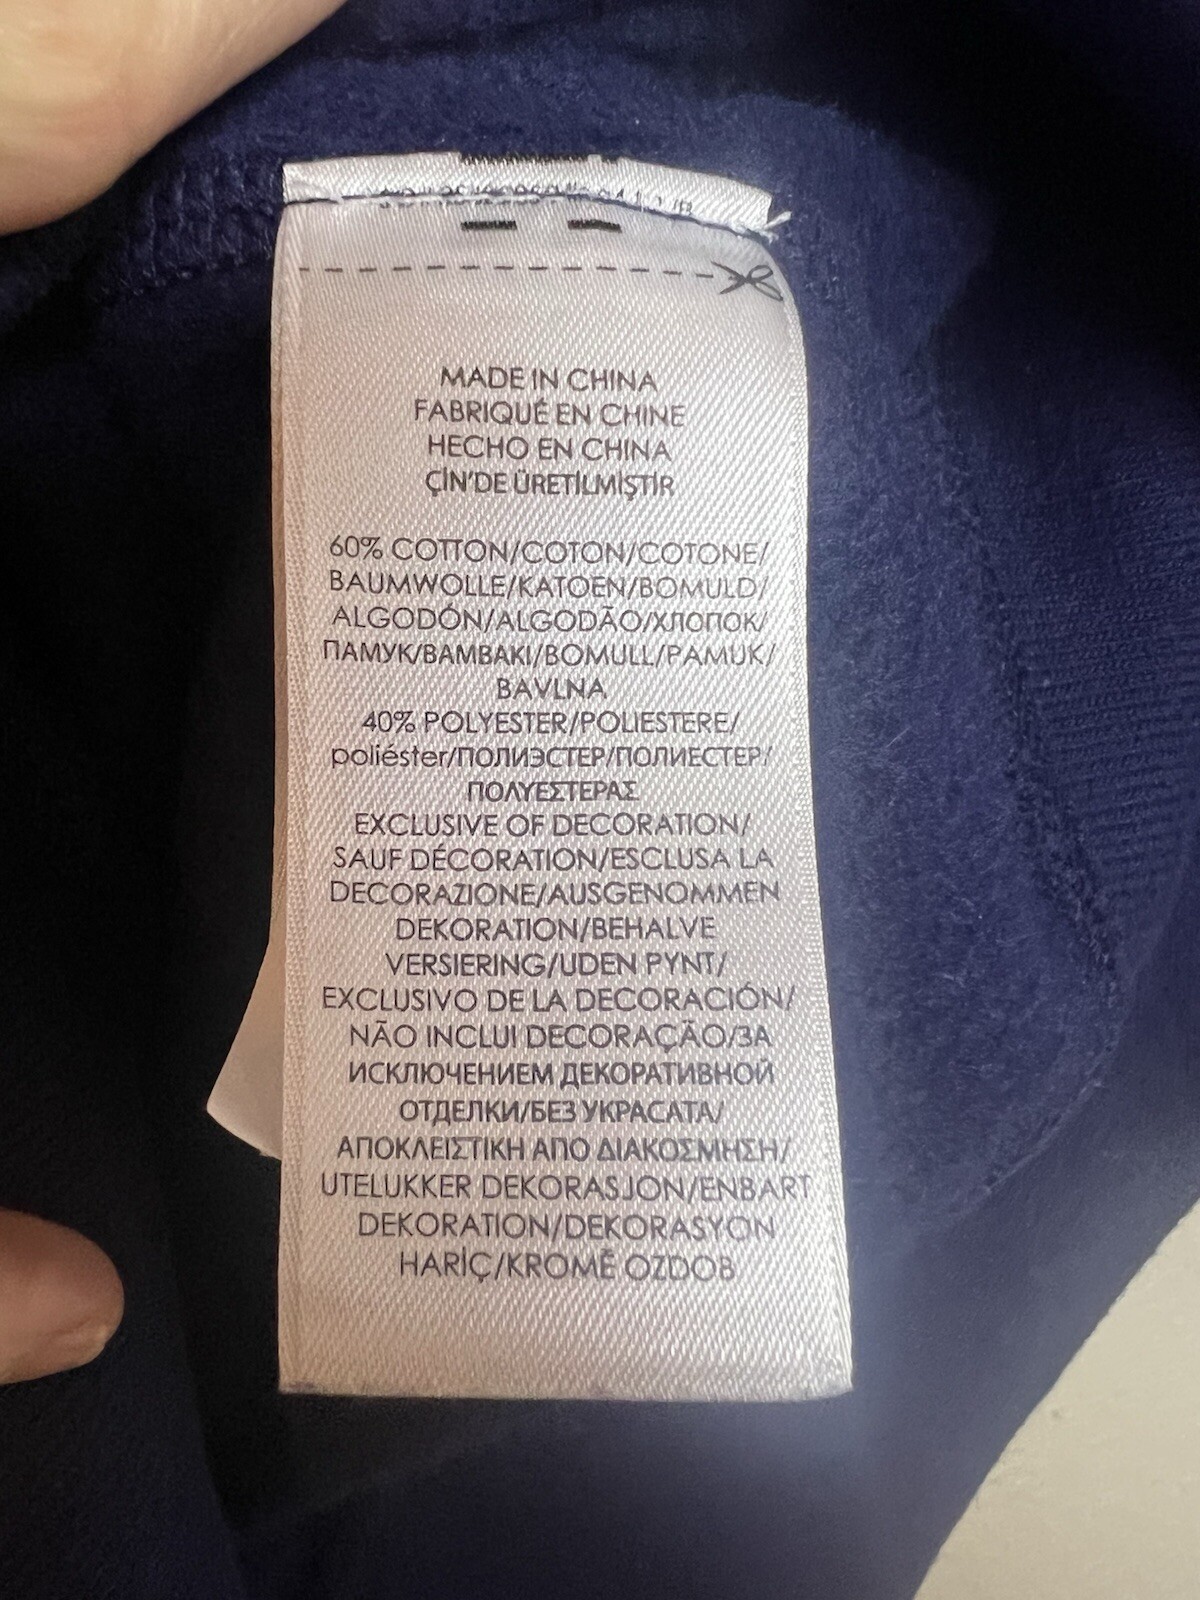 MADE IN CHINA
FABRIQUÉ EN CHINE
HECHO EN CHINA
ÇİN'DE ÜRETİLMİŞTİR
60% COTTON/COTON/COTONE/
BAUMWOLLE/KATOEN/BOMULD/
ALGODÓN/ALGODÃO/ХЛОПОК/
ПАМУК/ΒΑΜΒΑΚΙ/BOMULL/PAMUK/
BAVLNA
40% POLYESTER/POLIESTERE/
poliéster/ПОЛИЭСТЕР/ПОЛИЕСТЕР/
ΠΟΛΥΕΣΤΕΡΑΣ
EXCLUSIVE OF DECORATION/
SAUF DÉCORATION/ESCLUSA LA
DECORAZIONE/AUSGENOMMEN
DEKORATION/BEHALVE
VERSIERING/UDEN PYNT/
EXCLUSIVO DE LA DECORACIÓN/
NÃO INCLUI DECORAÇÃO/ЗА
ИСКЛЮЧЕНИЕМ ДЕКОРАТИВНОЙ
ОТДЕЛКИ/БЕЗ УКРАСАТА/
ΑΠΟΚΛΕΙΣΤΙΚΗ ΑΠΟ ΔΙΑΚΟΣΜΗΣΗ/
UTELUKKER DEKORASJON/ENBART
DEKORATION/DEKORASYON
HARİÇ/KROMĚ OZDOB